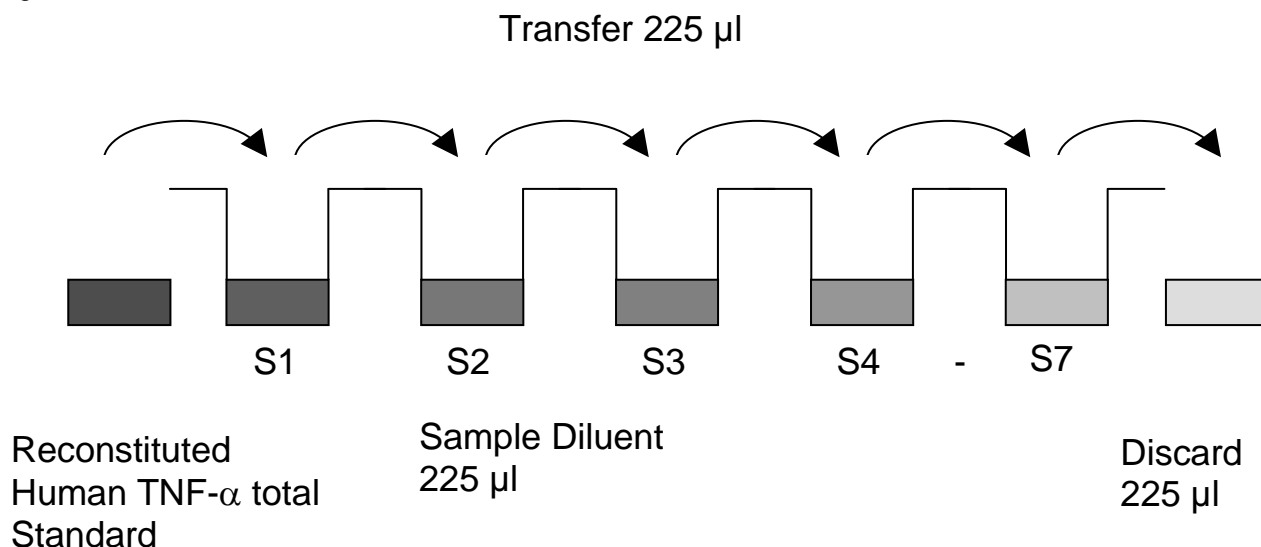 Transfer 225 µl
S1 S2 S3 S4 - S7
Reconstituted
Human TNF-α total
Standard
Sample Diluent
225 µl
Discard
225 µl